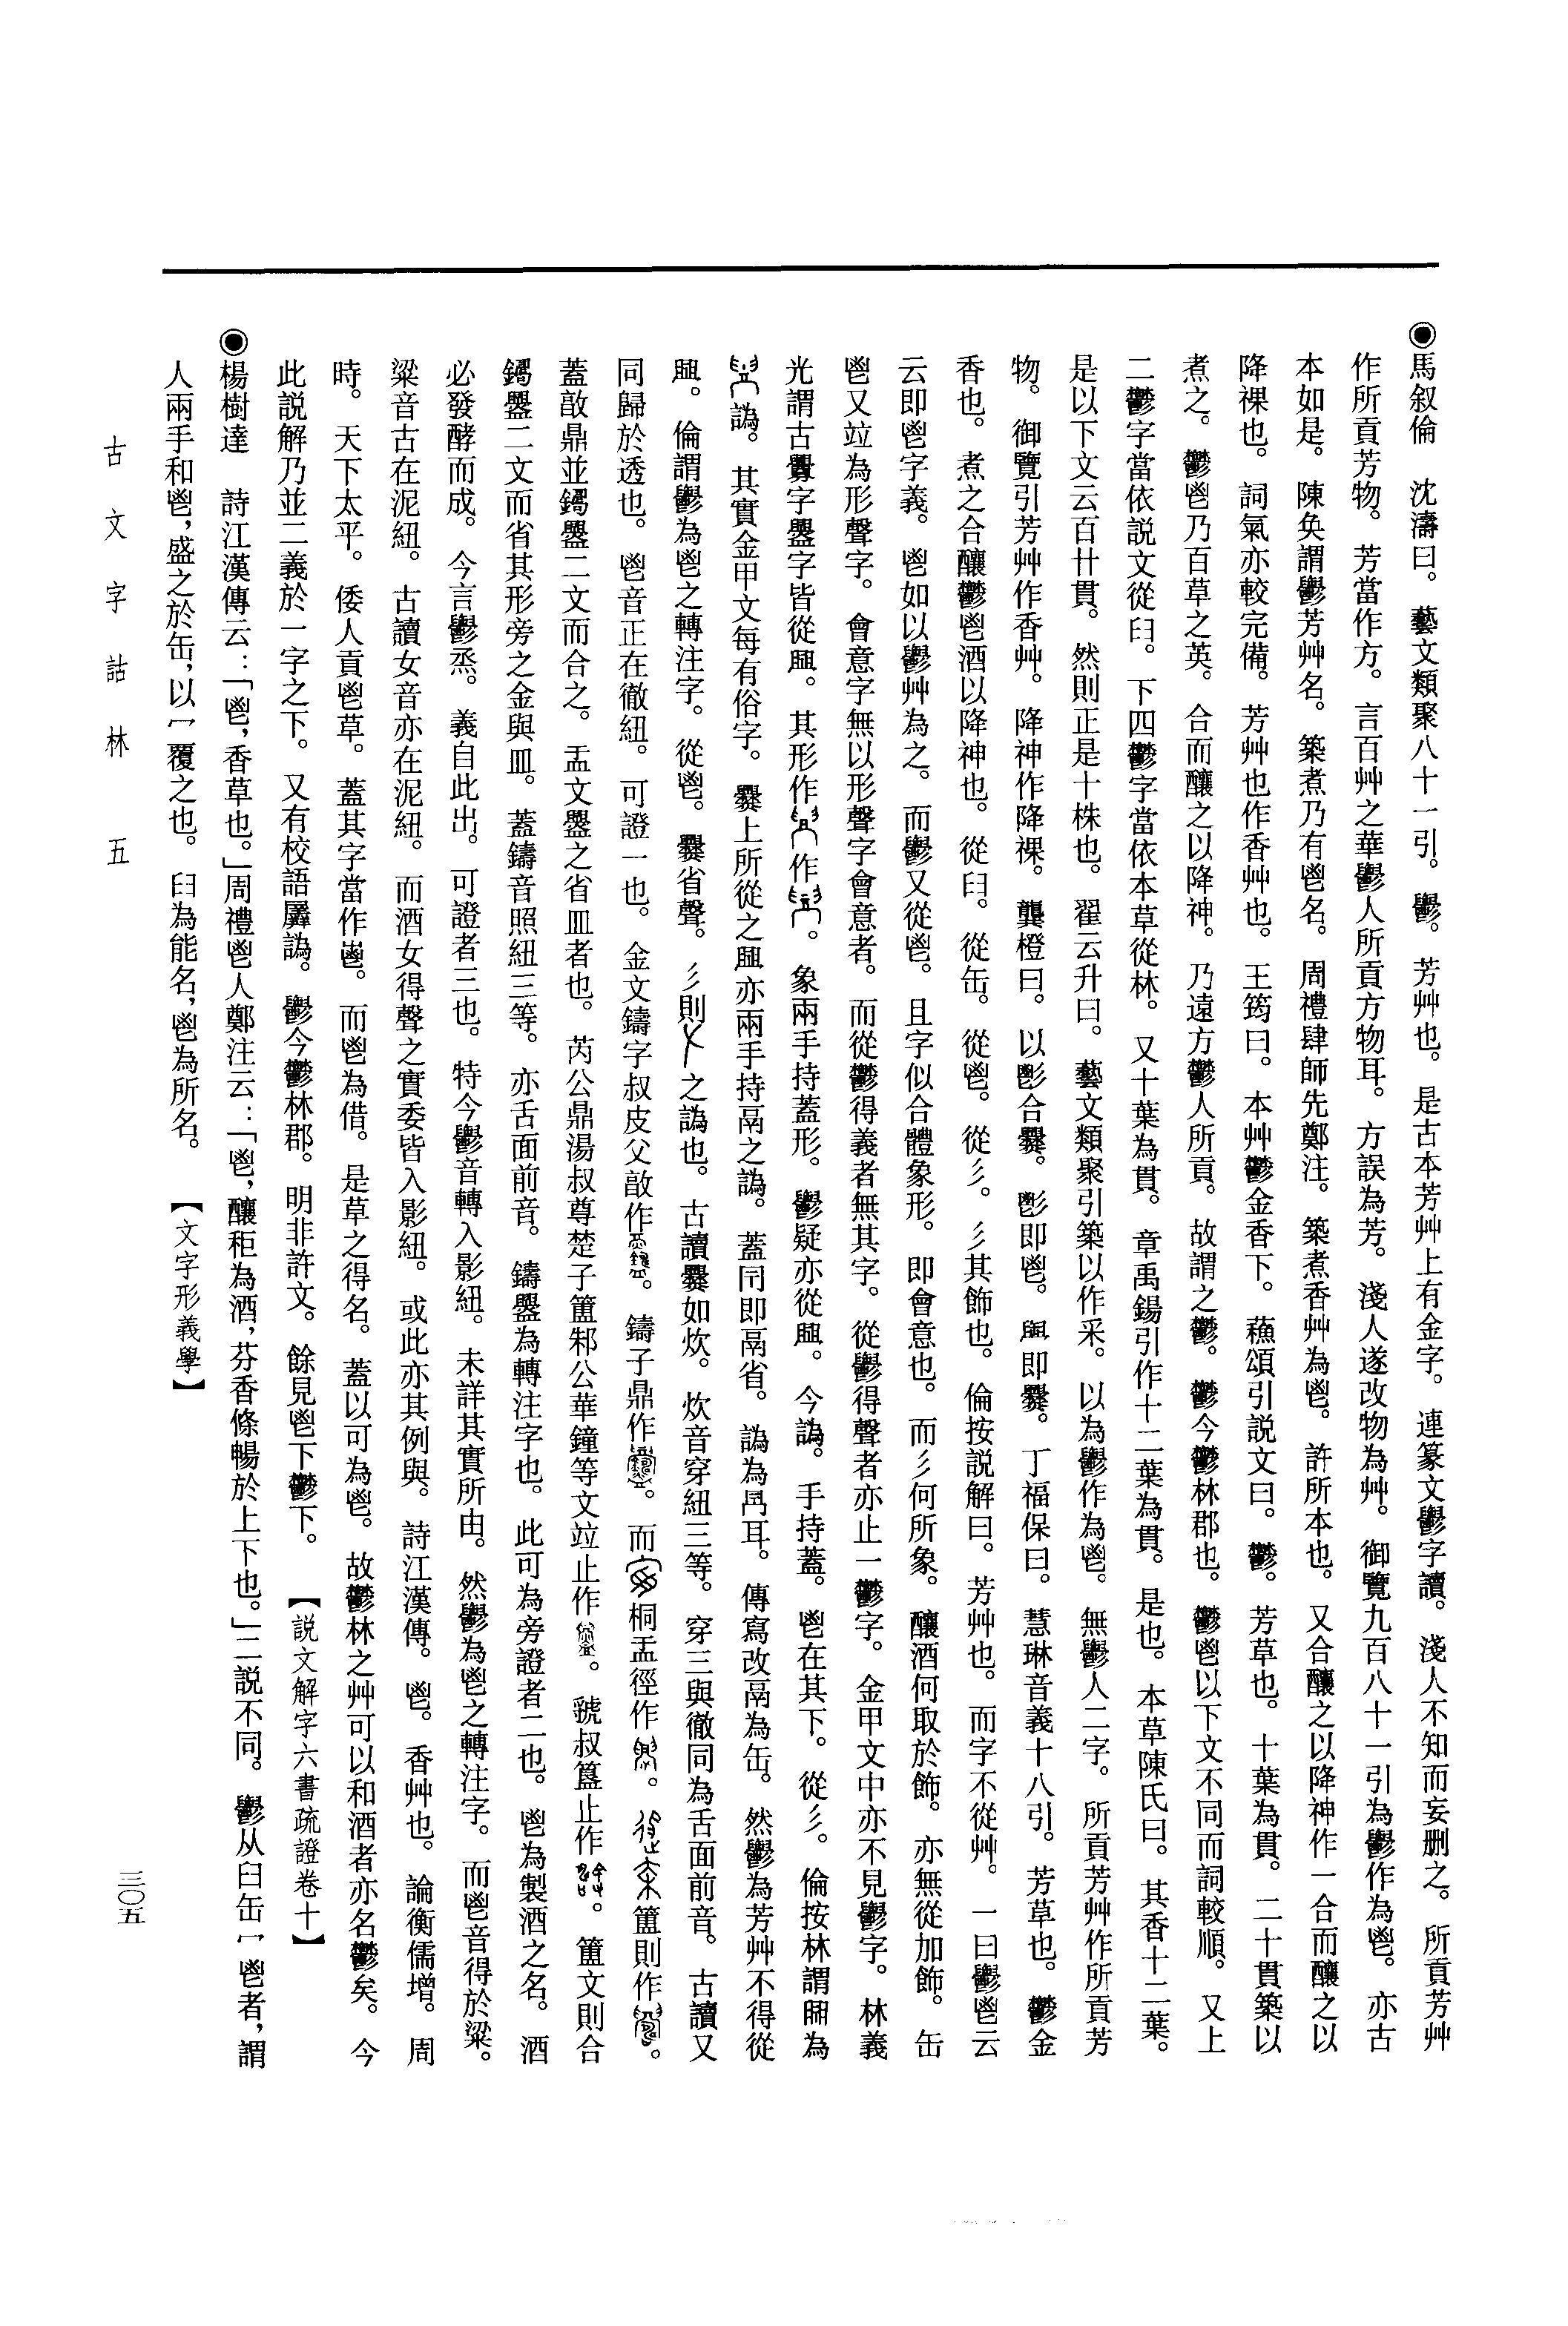 ◉馬叙倫　沈濤曰。藝文類聚八十一引。鬱。芳艸也。是古本芳艸上有金字。連篆文鬱字讀。淺人不知而妄刪之。所貢芳艸
作所貢芳物。芳當作方。言百艸之華鬱人所貢方物耳。方誤為芳。淺人遂改物為艸。御覽九百八十一引為鬱作為鬯。亦古
本如是。陳奐謂鬱芳艸名。築煮乃有鬯名。周禮肆師先鄭注。築煮香艸為鬯。許所本也。又合釀之以降神作一合而釀之以
降祼也。詞氣亦較完備。芳艸也作香艸也。王筠曰。本艸鬱金香下。蘓頌引説文曰。鬱。芳草也。十葉為貫。二十貫築以
煮之。鬱鬯乃百草之英。合而釀之以降神。乃遠方鬱人所貢。故謂之鬱。鬱今鬱林郡也。鬱鬯以下文不同而詞較順。又上
二鬱字當依説文從𦥑。下四鬱字當依本草從林。又十葉為貫。章禹鍚引作十二葉為貫。是也。本草陳氏曰。其香十二葉。
是以下文云百廿貫。然則正是十株也。翟云升曰。藝文類聚引築以作采。以為鬱作為鬯。無鬱人二字。所貢芳艸作所貢芳
物。御覽引芳艸作香艸。降神作降祼。龔橙曰。以合爨。即鬯。即爨。丁福保曰。慧琳音義十八引。芳草也。鬱金
香也。煮之合釀鬱鬯酒以降神也。從𦥑。從缶。從鬯。從彡。彡其飾也。倫按説解曰。芳艸也。而字不從艸。一曰鬱鬯云
云即鬯字義。鬯如以鬱艸為之。而鬱又從鬯。且字似合體象形。即會意也。而彡何所象。釀酒何取於飾。亦無從加飾。缶
鬯又竝為形聲字。會意字無以形聲字會意者。而從鬱得義者無其字。從鬱得聲者亦止一鬱字。金甲文中亦不見鬱字。林義
光謂古字字皆從。其形作作。象兩手持蓋形。鬱疑亦從。今譌。手持蓋。鬯在其下。從彡。倫按林謂為
譌。其實金甲文每有俗字。爨上所從之亦兩手持鬲之譌。蓋即鬲省。譌為耳。傳寫改鬲為缶。然鬱為芳艸不得從
。倫謂鬱為鬯之轉注字。從鬯。爨省聲。彡則之譌也。古讀爨如炊。炊音穿紐三等。穿三與徹同為舌面前音。古讀又
同歸於透也。鬯音正在徹紐。可證一也。金文鑄字叔皮父敦作。鑄子鼎作。而桐盂徑作。簠則作。
蓋敦鼎並二文而合之。盂文之省皿者也。芮公鼎湯叔尊楚子簠邾公華鐘等文竝止作。虢叔簋止作。簠文則合
二文而省其形旁之金與皿。蓋鑄音照紐三等。亦舌面前音。鑄為轉注字也。此可為旁證者二也。鬯為製酒之名。酒
必發酵而成。今言鬱烝。義自此出。可證者三也。特今鬱音轉入影紐。未詳其實所由。然鬱為鬯之轉注字。而鬯音得於粱。
粱音古在泥紐。古讀女音亦在泥紐。而酒女得聲之實委皆入影紐。或此亦其例與。詩江漢傳。鬯。香艸也。論衡儒增。周
時。天下太平。倭人貢鬯草。蓋其字當作。而鬯為借。是草之得名。蓋以可為鬯。故鬱林之艸可以和酒者亦名鬱矣。今
此説解乃並二義於一字之下。又有校語羼譌。鬱今鬱林郡。明非許文。餘見鬯下鬱下。【説文解字六書疏證卷十】
◉楊樹達　詩江漢傳云：「鬯，香草也。」周禮鬯人鄭注云：「鬯，釀秬為酒，芬香條暢於上下也。」二説不同。鬱从𦥑缶冖鬯者，謂
人兩手和鬯，盛之於缶，以冖覆之也。𦥑為能名，鬯為所名。【文字形義學】
古文字詁林　五
三〇五